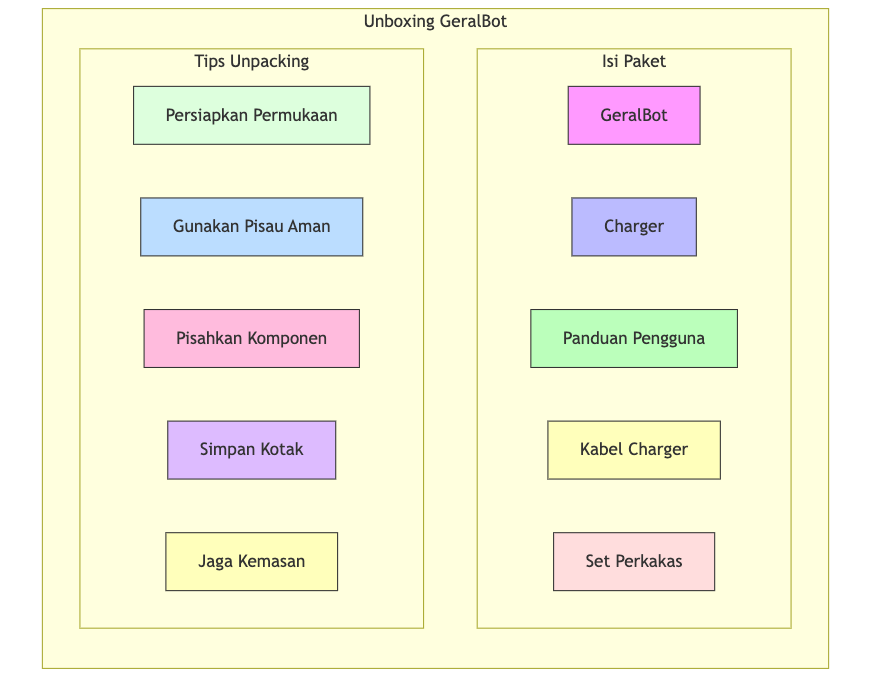 Unboxing GeralBot
Tips Unpacking
Persiapkan Permukaan
Gunakan Pisau Aman
Pisahkan Komponen
Simpan Kotak
Jaga Kemasan
Isi Paket
GeralBot
Charger
Panduan Pengguna
Kabel Charger
Set Perkakas